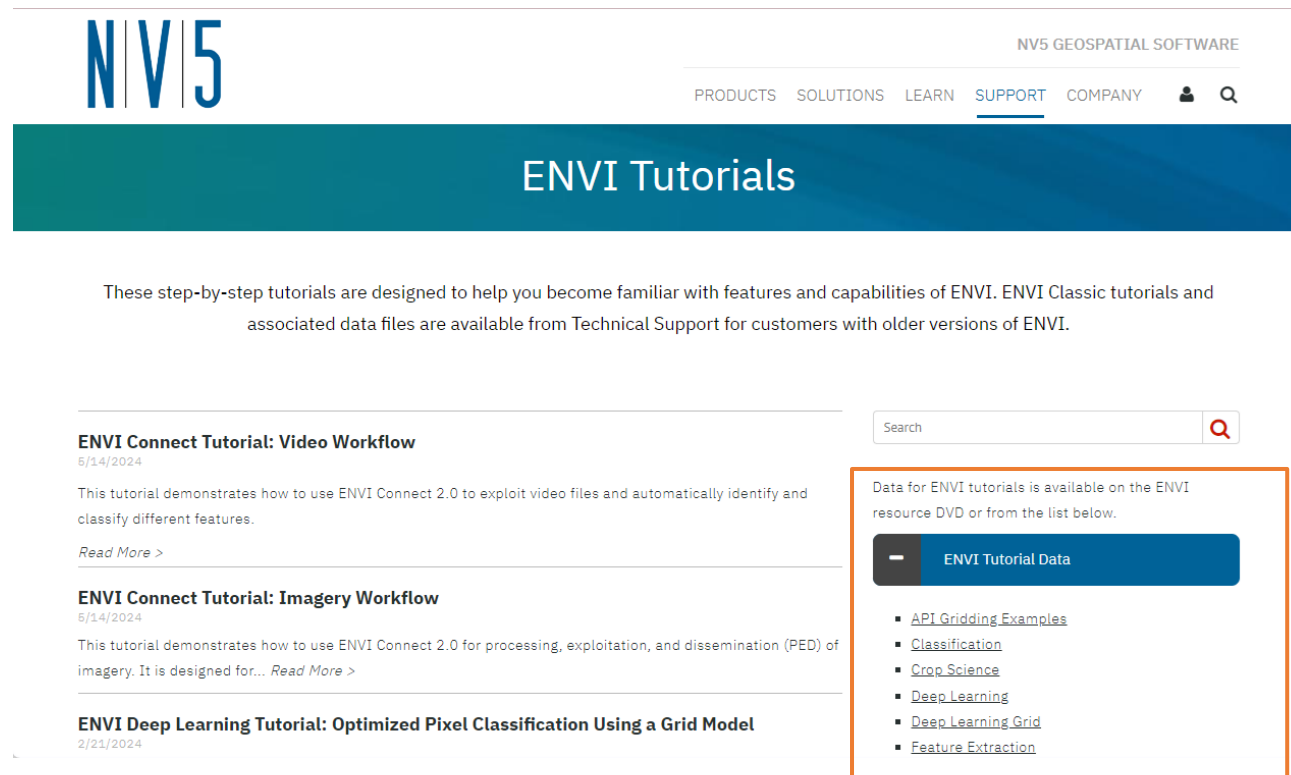 NV5
NV5 GEOSPATIAL SOFTWARE
PRODUCTS SOLUTIONS LEARN SUPPORT COMPANY
ENVI Tutorials
These step-by-step tutorials are designed to help you become familiar with features and capabilities of ENVI. ENVI Classic tutorials and
associated data files are available from Technical Support for customers with older versions of ENVI.
ENVI Connect Tutorial: Video Workflow
5/14/2024
This tutorial demonstrates how to use ENVI Connect 2.0 to exploit video files and automatically identify and
classify different features.
Read More >
ENVI Connect Tutorial: Imagery Workflow
5/14/2024
This tutorial demonstrates how to use ENVI Connect 2.0 for processing, exploitation, and dissemination (PED) of
imagery. It is designed for... Read More >
ENVI Deep Learning Tutorial: Optimized Pixel Classification Using a Grid Model
2/21/2024
Search
Data for ENVI tutorials is available on the ENVI
resource DVD or from the list below.
ENVI Tutorial Data
API Gridding Examples
Classification
Crop Science
Deep Learning
Deep Learning Grid
Feature Extraction